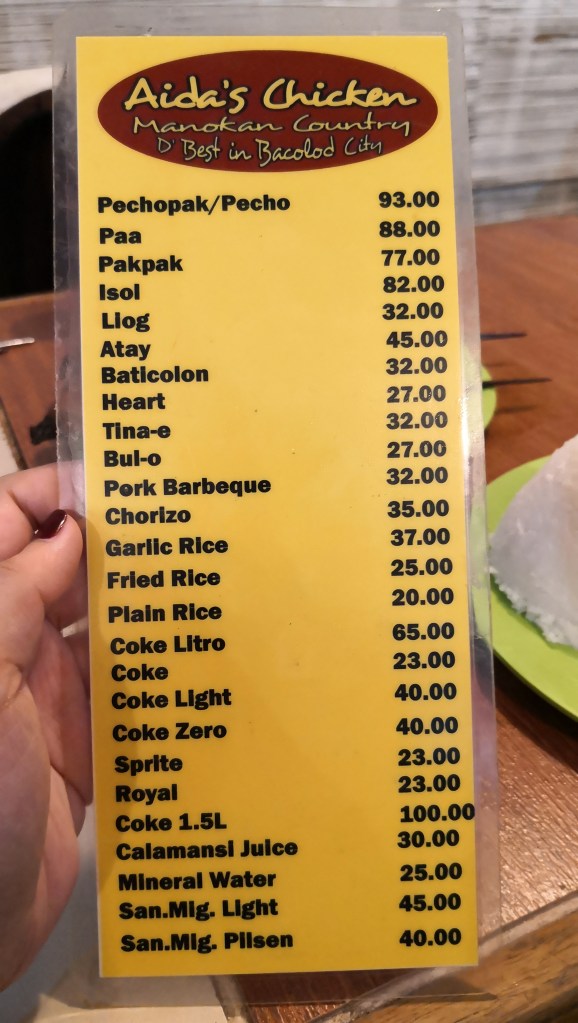 Aida's Chicken
Manokan Country
D' Best in Bacolod City
Pechopak/Pecho 93.00
Paa 88.00
Pakpak 77.00
Isol 82.00
Liog 32.00
Atay 45.00
Baticolon 32.00
Heart 27.00
Tina-e 32.00
Bul-o 27.00
Pork Barbeque 32.00
Chorizo 35.00
Garlic Rice 37.00
Fried Rice 25.00
Plain Rice 20.00
Coke Litro 65.00
Coke 23.00
Coke Light 40.00
Coke Zero 40.00
Sprite 23.00
Royal 23.00
Coke 1.5L 100.00
Calamansi Juice 30.00
Mineral Water 25.00
San.Mig. Light 45.00
San.Mig. Pilsen 40.00